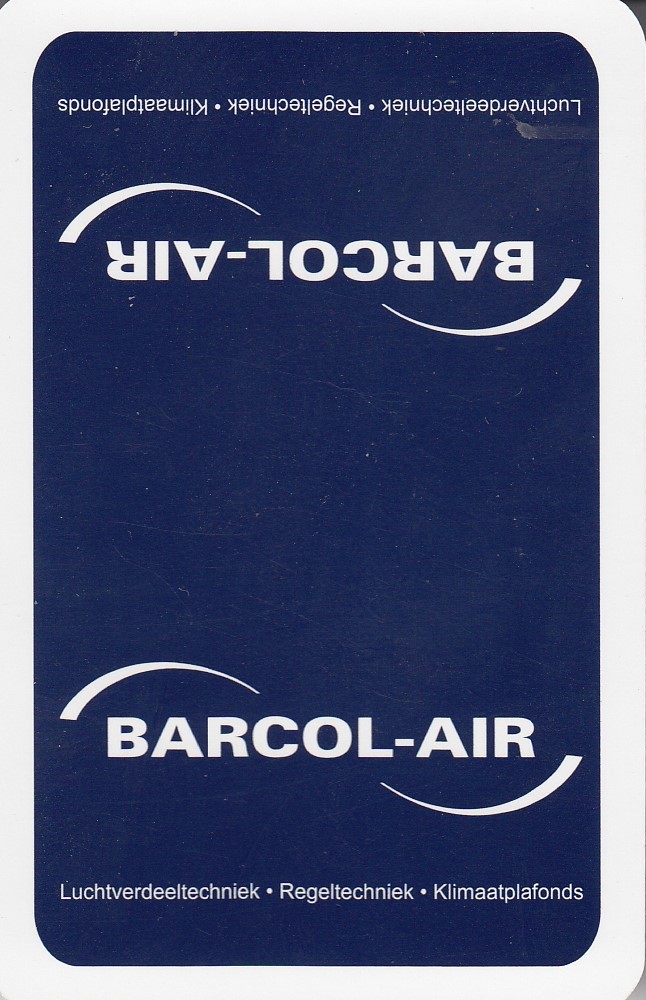 Luchtverdeeltechniek • Regeltechniek • Klimaatplafonds
BARCOL-AIR
BARCOL-AIR
Luchtverdeeltechniek • Regeltechniek • Klimaatplafonds